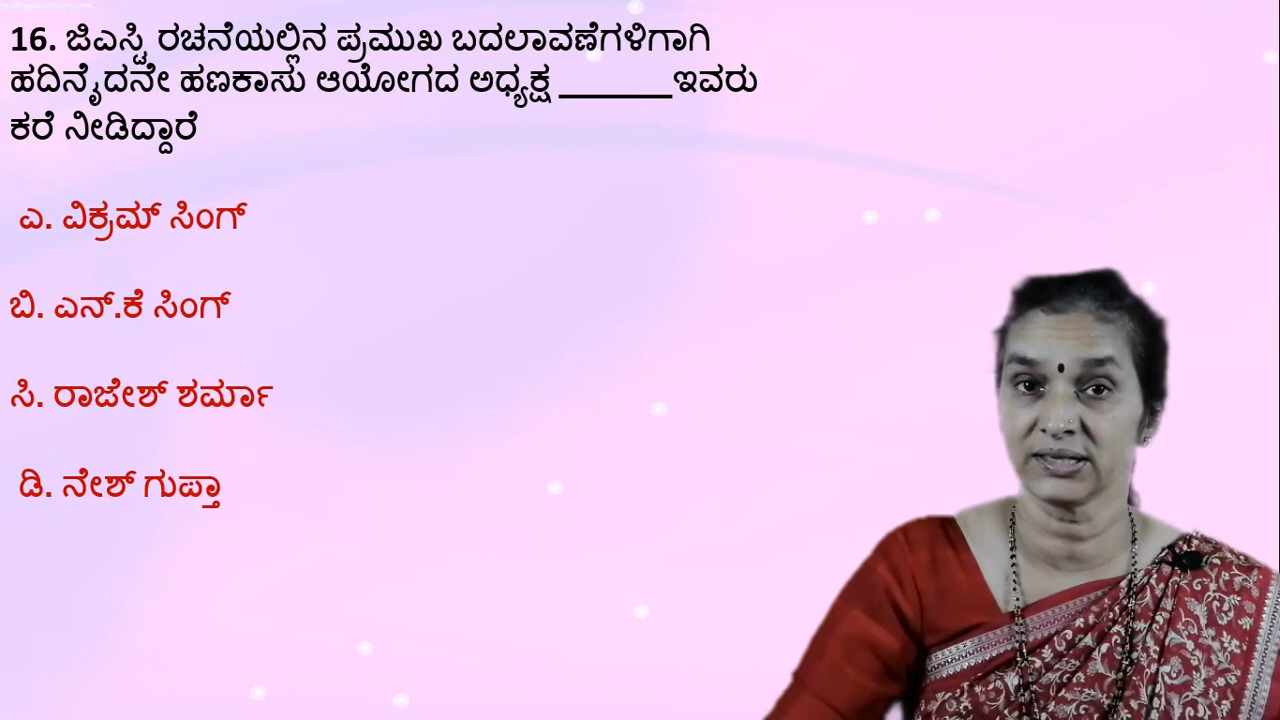 16. ಜಿಎಸ್ಟಿ ರಚನೆಯಲ್ಲಿನ ಪ್ರಮುಖ ಬದಲಾವಣೆಗಳಿಗಾಗಿ
ಹದಿನೈದನೇ ಹಣಕಾಸು ಆಯೋಗದ ಅಧ್ಯಕ್ಷ ______ಇವರು
ಕರೆ ನೀಡಿದ್ದಾರೆ
ಎ. ವಿಕ್ರಮ್ ಸಿಂಗ್
ಬಿ. ಎನ್.ಕೆ ಸಿಂಗ್
ಸಿ. ರಾಜೇಶ್ ಶರ್ಮಾ
ಡಿ. ನೇಶ್ ಗುಪ್ತಾ